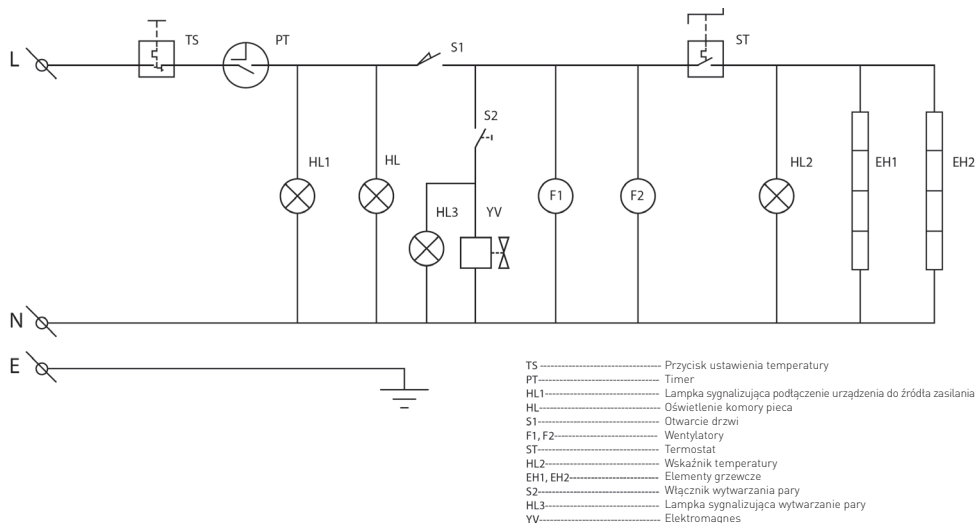 TS
PT
S1
ST
L
S2
HL1
HL
HL3
YV
F1
F2
HL2
EH1
EH2
N
E
TS Przycisk ustawienia temperatury
PT Timer
HL1 Lampka sygnalizująca podłączenie urządzenia do źródła zasilania
HL Oświetlenie komory pieca
S1 Otwarcie drzwi
F1, F2 Wentylatory
ST Termostat
HL2 Wskaźnik temperatury
EH1, EH2 Elementy grzewcze
S2 Włącznik wytwarzania pary
HL3 Lampka sygnalizująca wytwarzanie pary
YV Elektromagnes